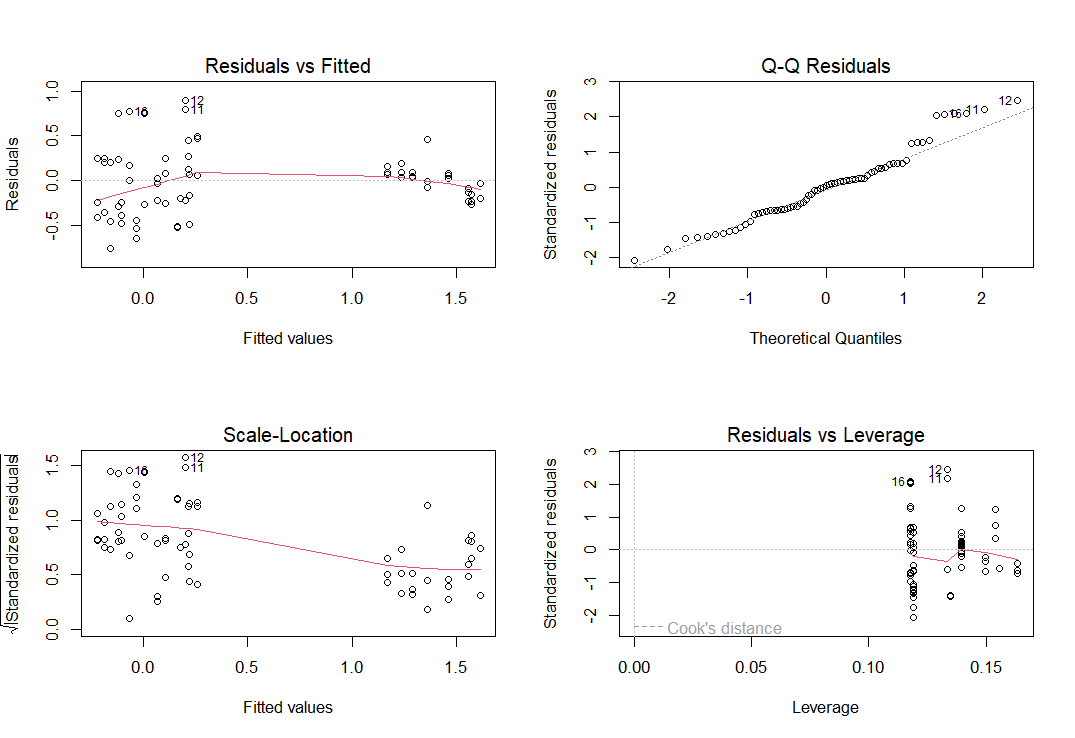 Residuals vs Fitted
Residuals
-0.5 0.0 0.5 1.0
12
11
16
0.0 0.5 1.0 1.5
Fitted values
Q-Q Residuals
Standardized residuals
-2 -1 0 1 2 3
12
16
-2 -1 0 1 2
Theoretical Quantiles
Scale-Location
√|Standardized residuals|
0.0 0.5 1.0 1.5
12
11
16
0.0 0.5 1.0 1.5
Fitted values
Residuals vs Leverage
Standardized residuals
-2 -1 0 1 2 3
12
11
16
Cook's distance
0.00 0.05 0.10 0.15
Leverage